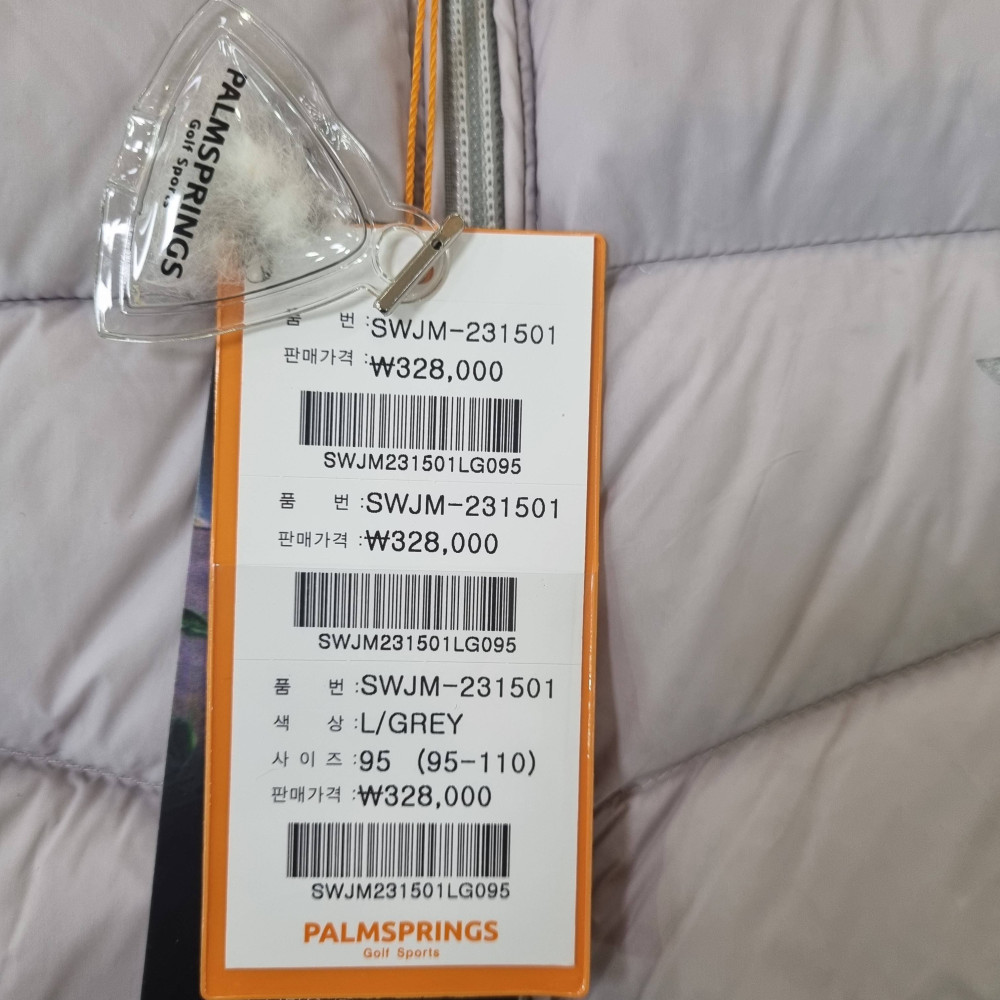 PALMSPRINGS
Golf Sports
품 번 :SWJM-231501
판매가격 :₩328,000
SWJM231501LG095
품 번 :SWJM-231501
판매가격 :₩328,000
SWJM231501LG095
품 번 :SWJM-231501
색 상 :L/GREY
사 이 즈 :95 (95-110)
판매가격 :₩328,000
SWJM231501LG095
PALMSPRINGS
Golf Sports